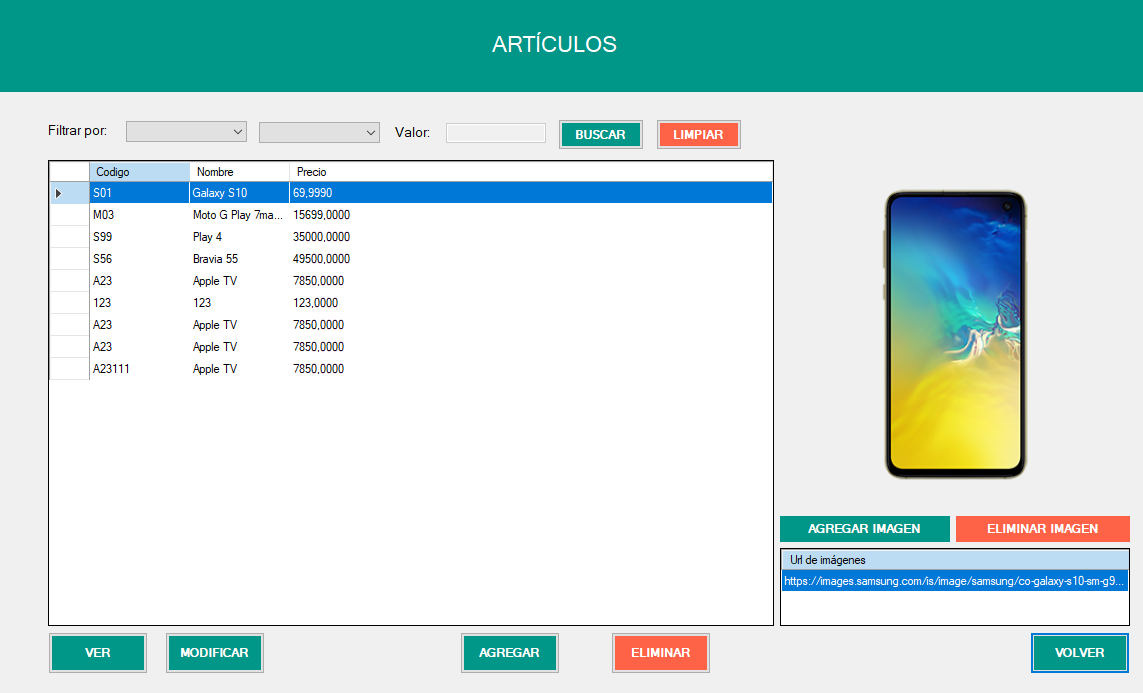 ARTÍCULOS
Filtrar por: Valor: BUSCAR LIMPIAR
Codigo Nombre Precio
S01 Galaxy S10 69,9990
M03 Moto G Play 7ma... 15699,0000
S99 Play 4 35000,0000
S56 Bravia 55 49500,0000
A23 Apple TV 7850,0000
123 123 123,0000
A23 Apple TV 7850,0000
A23 Apple TV 7850,0000
A23111 Apple TV 7850,0000
AGREGAR IMAGEN ELIMINAR IMAGEN
Url de imágenes
https://images.samsung.com/is/image/samsung/co-galaxy-s10-sm-g9...
VER MODIFICAR AGREGAR ELIMINAR VOLVER